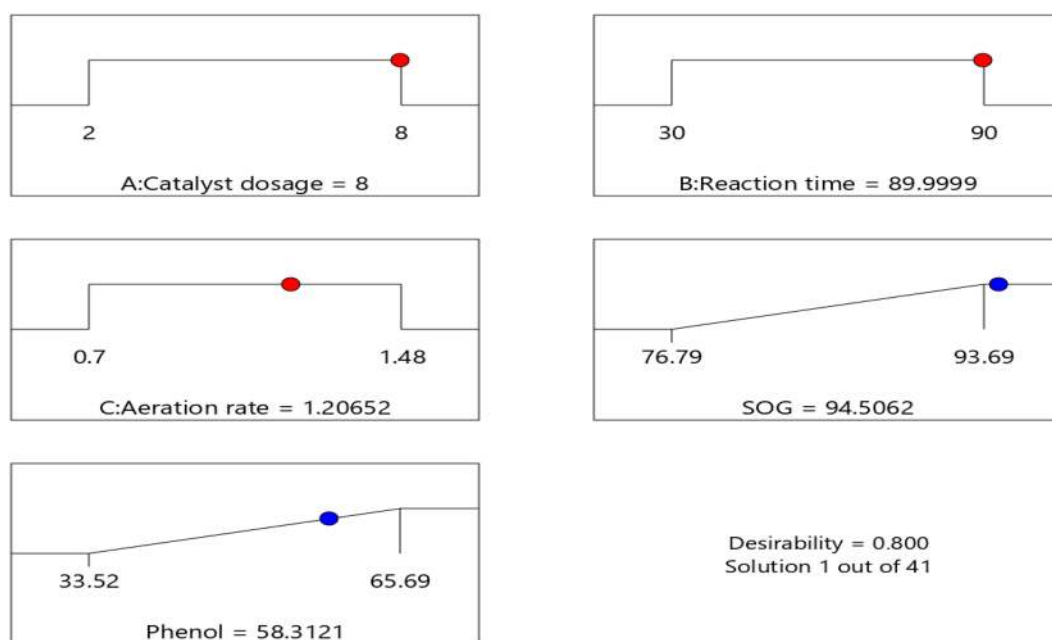 2 8
A:Catalyst dosage = 8
30 90
B:Reaction time = 89.9999
0.7 1.48
C:Aeration rate = 1.20652
76.79 93.69
SOG = 94.5062
33.52 65.69
Phenol = 58.3121
Desirability = 0.800
Solution 1 out of 41